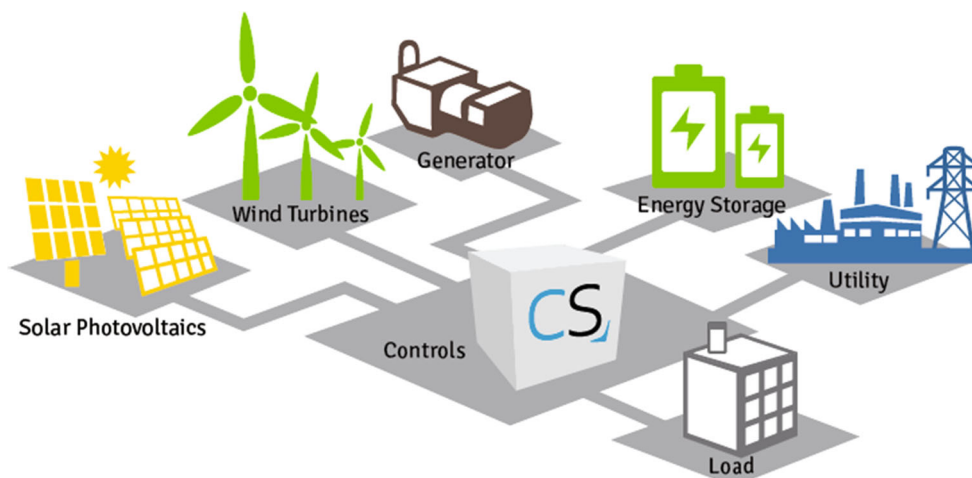 Generator
Wind Turbines
Energy Storage
Utility
Solar Photovoltaics
Controls
CS
Load